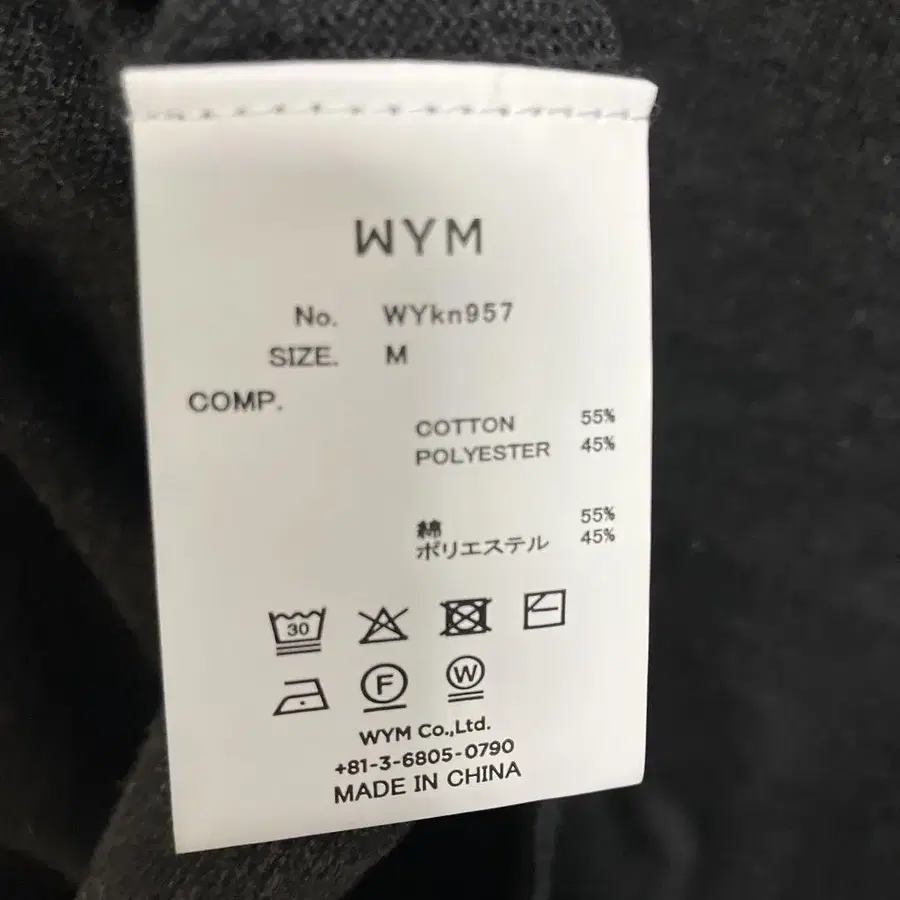 WYM
No. WYkn957
SIZE. M
COMP.
COTTON 55%
POLYESTER 45%
綿 55%
ポリエステル 45%
30
F
W
WYM Co.,Ltd.
+81-3-6805-0790
MADE IN CHINA